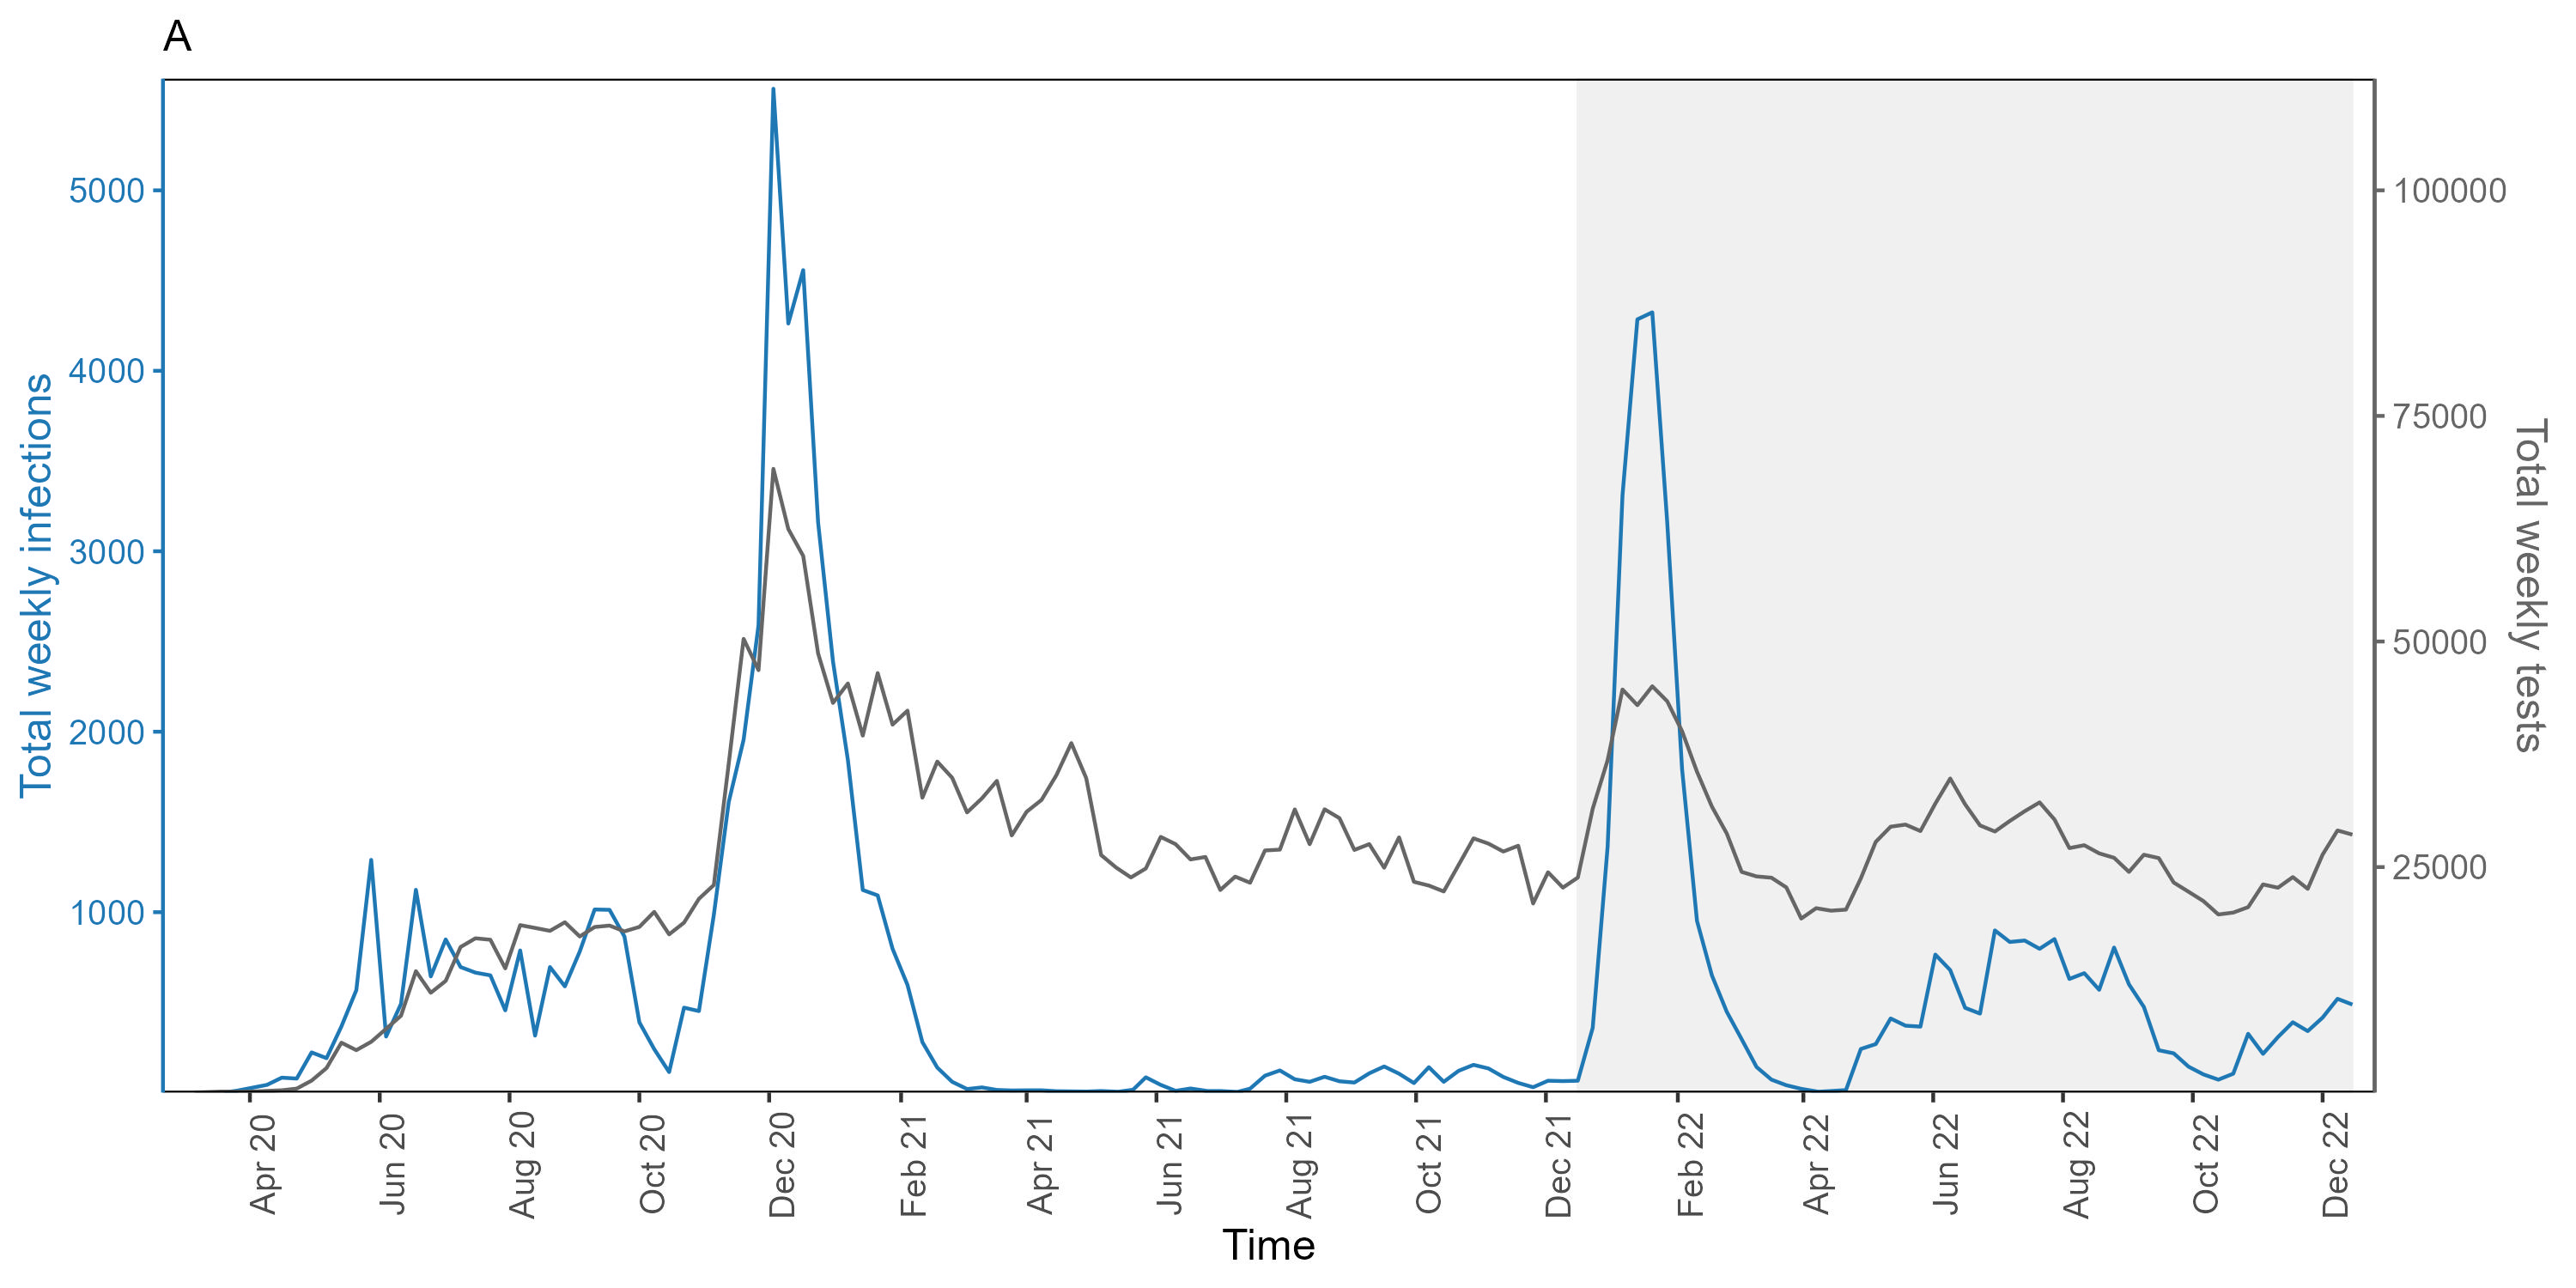 A
Total weekly infections
5000
4000
3000
2000
1000
100000
75000
50000
25000
Total weekly tests
Apr 20
Jun 20
Aug 20
Oct 20
Dec 20
Feb 21
Apr 21
Jun 21
Aug 21
Oct 21
Dec 21
Feb 22
Apr 22
Jun 22
Aug 22
Oct 22
Dec 22
Time